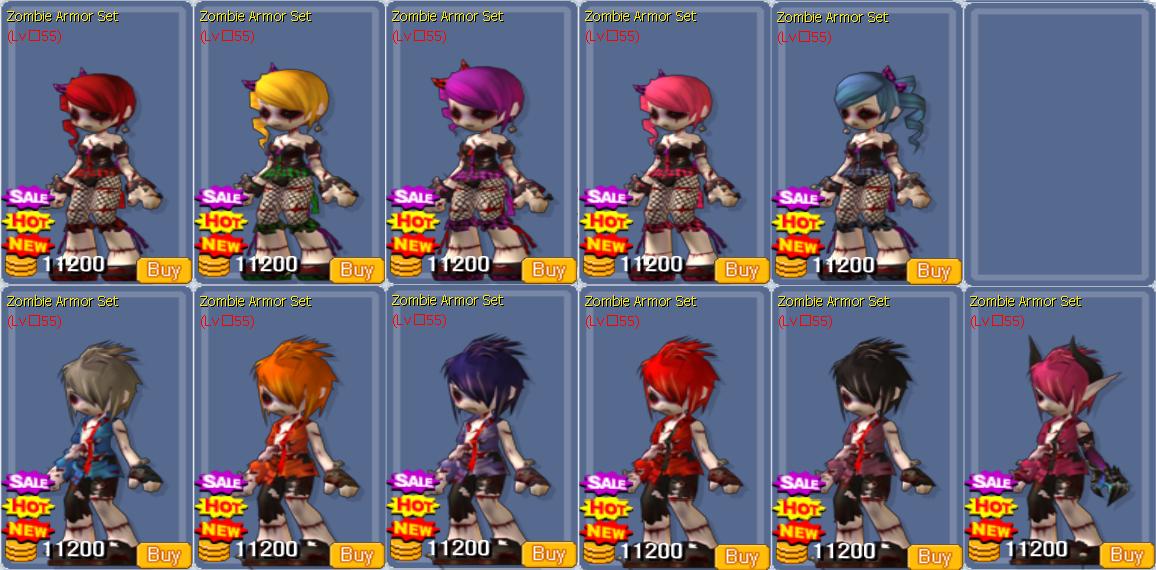 Zombie Armor Set
(Lv□55)
SALE
HOT
NEW
11200
Buy
Zombie Armor Set
(Lv□55)
SALE
HOT
NEW
11200
Buy
Zombie Armor Set
(Lv□55)
SALE
HOT
NEW
11200
Buy
Zombie Armor Set
(Lv□55)
SALE
HOT
NEW
11200
Buy
Zombie Armor Set
(Lv□55)
SALE
HOT
NEW
11200
Buy
Zombie Armor Set
(Lv□55)
SALE
HOT
NEW
11200
Buy
Zombie Armor Set
(Lv□55)
SALE
HOT
NEW
11200
Buy
Zombie Armor Set
(Lv□55)
SALE
HOT
NEW
11200
Buy
Zombie Armor Set
(Lv□55)
SALE
HOT
NEW
11200
Buy
Zombie Armor Set
(Lv□55)
SALE
HOT
NEW
11200
Buy
Zombie Armor Set
(Lv□55)
SALE
HOT
NEW
11200
Buy